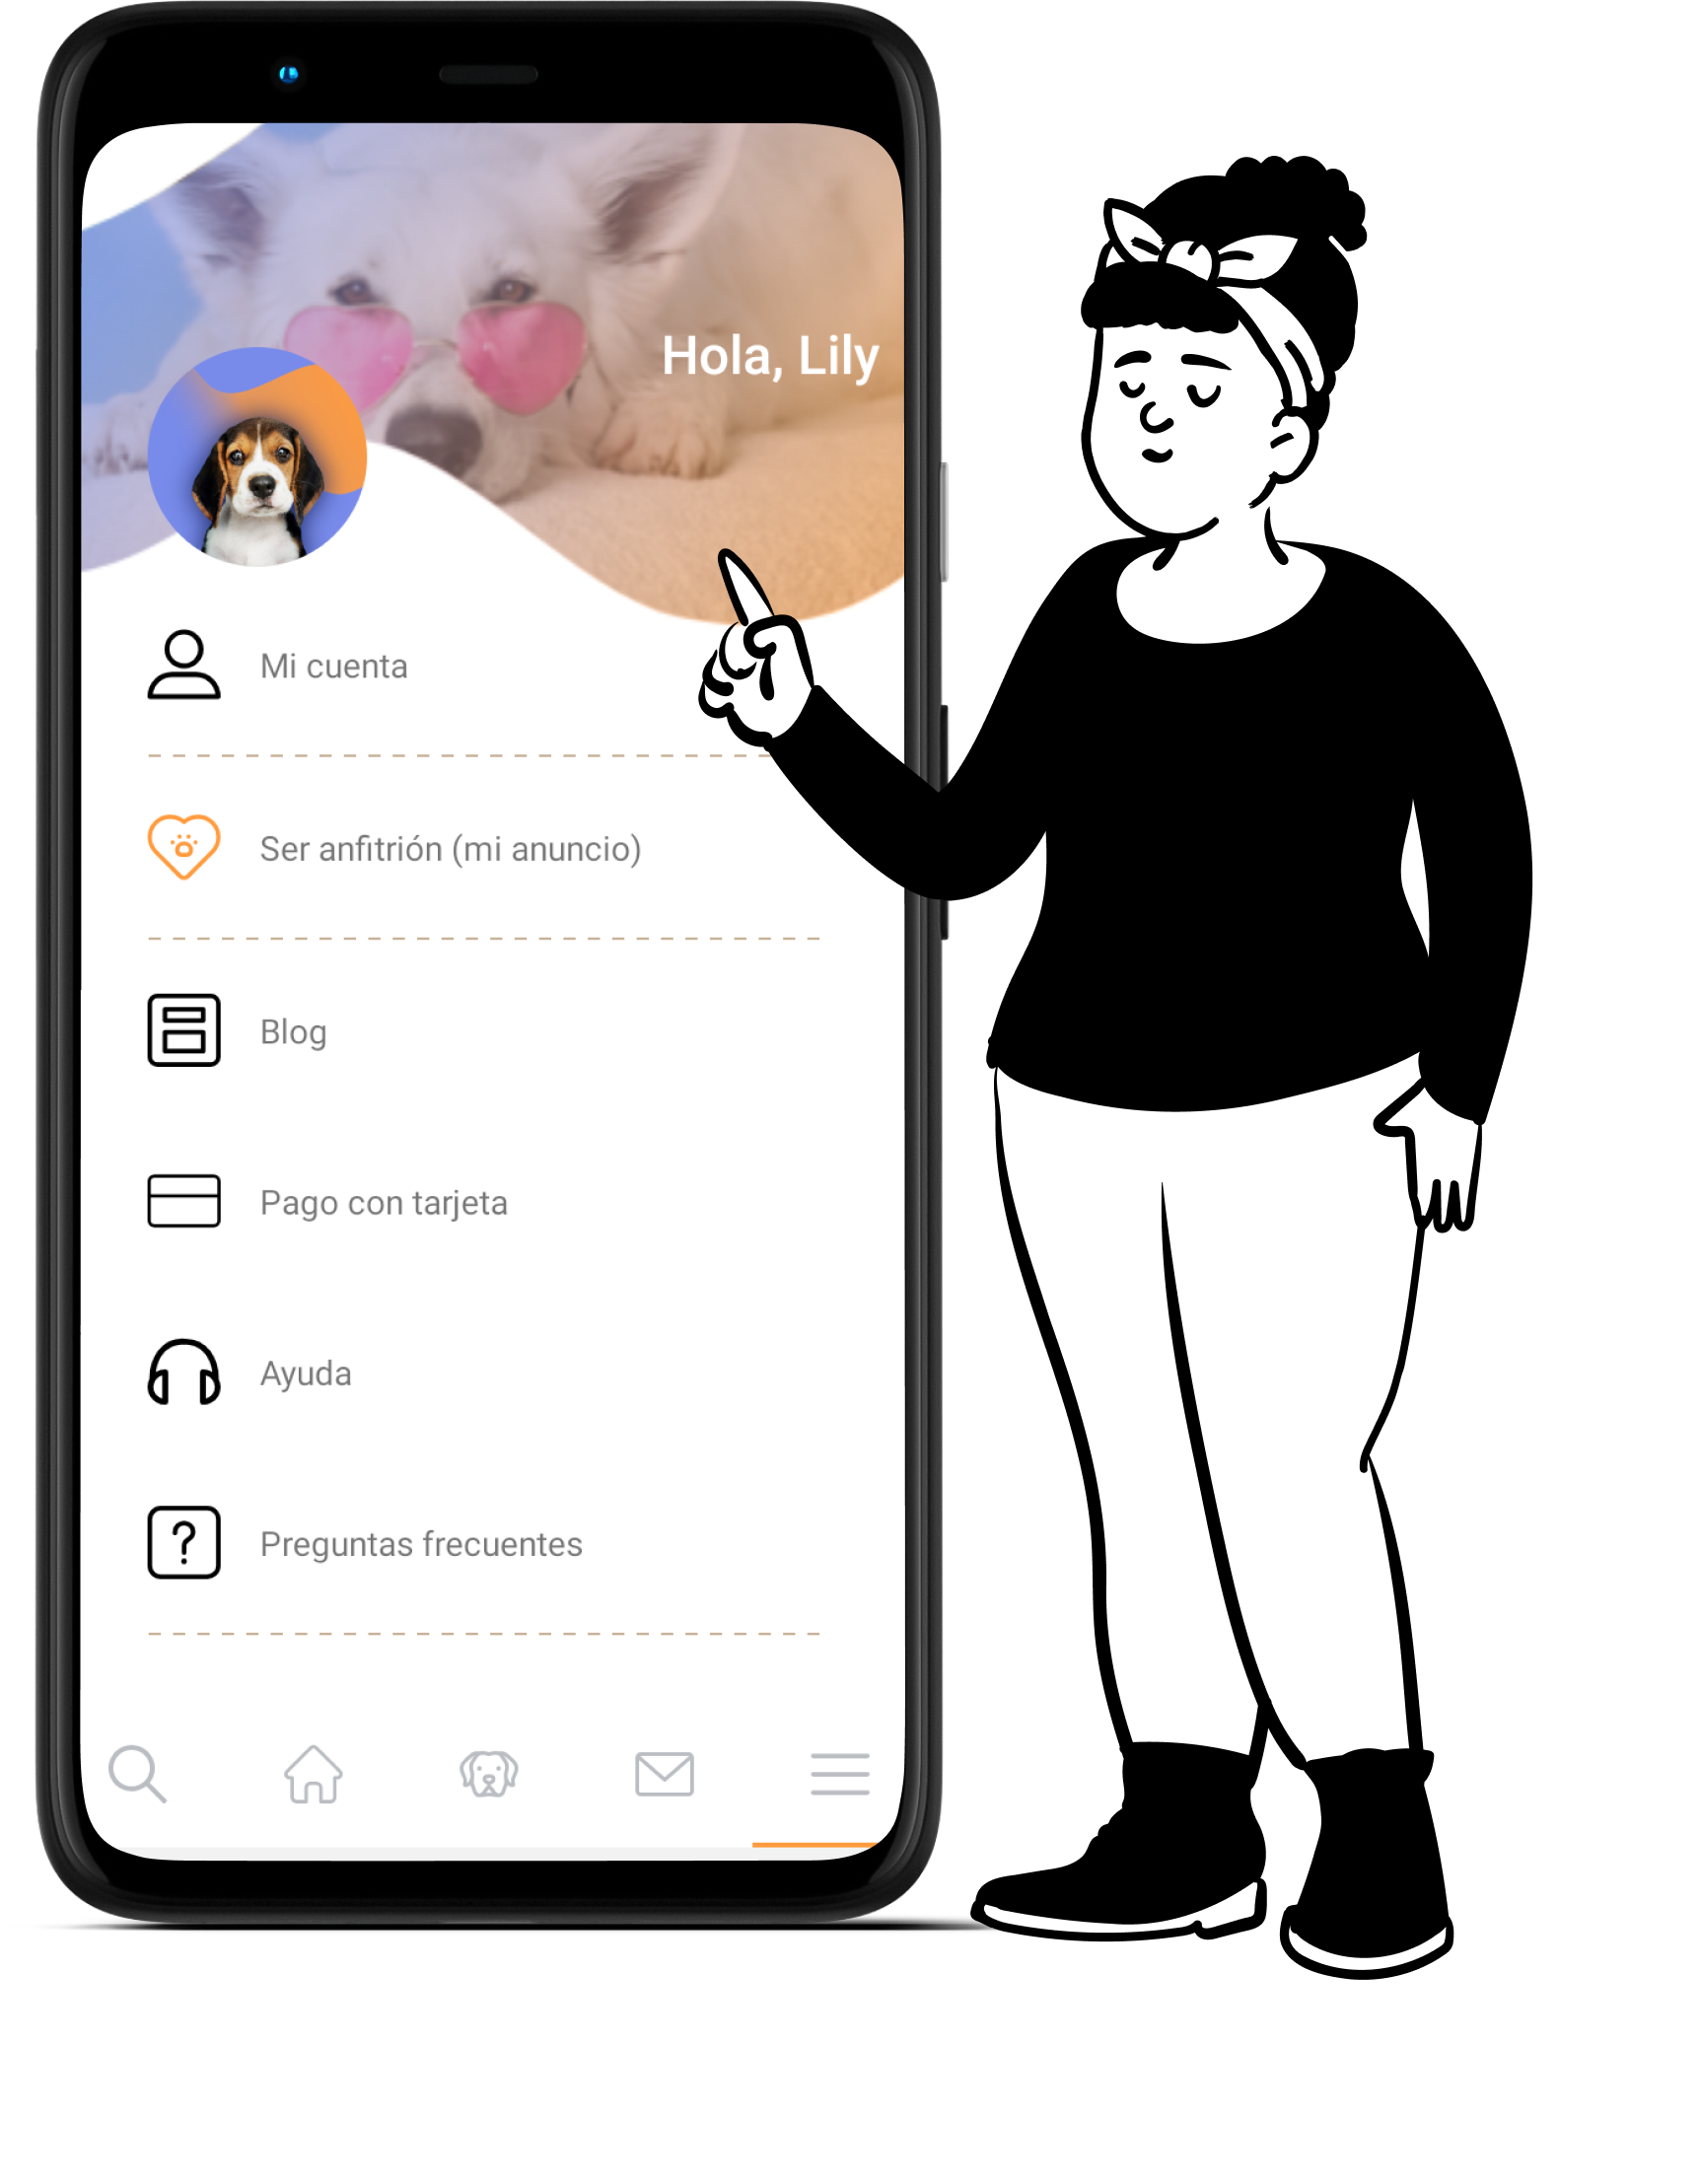 Hola, Lily
Mi cuenta
Ser anfitrión (mi anuncio)
Blog
Pago con tarjeta
Ayuda
Preguntas frecuentes